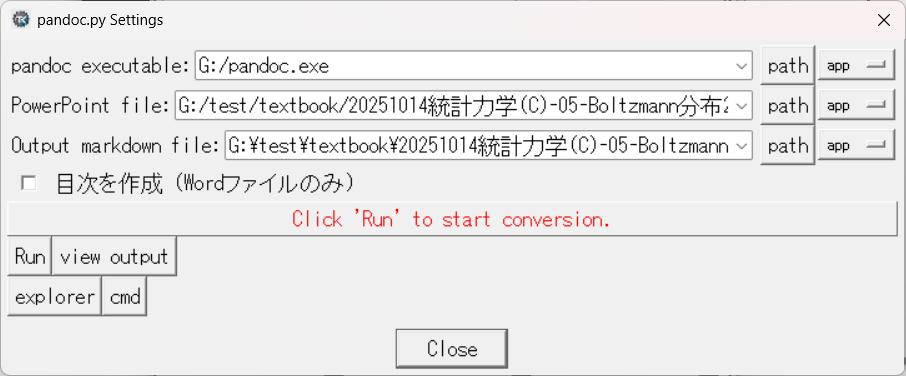 pandoc.py Settings
pandoc executable: G:/pandoc.exe path app
PowerPoint file: G:/test/textbook/20251014統計力学(C)-05-Boltzmann分布2 path app
Output markdown file: G:¥test¥textbook¥20251014統計力学(C)-05-Boltzmann path app
目次を作成 (Wordファイルのみ)
Click 'Run' to start conversion.
Run view output
explorer cmd
Close